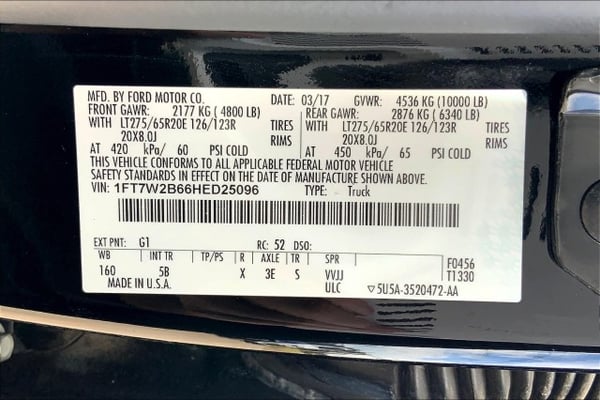 MFD. BY FORD MOTOR CO. DATE: 03/17 GVWR: 4536 KG (10000 LB)
FRONT GAWR: 2177 KG ( 4800 LB) REAR GAWR: 2876 KG ( 6340 LB)
WITH LT275/65R20E 126/123R TIRES WITH LT275/65R20E 126/123R TIRES
20X8.0J RIMS 20X8.0J RIMS
AT 420 kPa/ 60 PSI COLD AT 450 kPa/ 65 PSI COLD
THIS VEHICLE CONFORMS TO ALL APPLICABLE FEDERAL MOTOR VEHICLE
SAFETY STANDARDS IN EFFECT ON THE DATE OF MANUFACTURE SHOWN ABOVE.
VIN: 1FT7W2B66HED25096 TYPE: Truck
EXT PNT: G1 RC: 52 DSO:
WB INT TR TP/PS R AXLE TR SPR F0456
160 5B X 3E S VVJJ T1330
MADE IN U.S.A. ULC ▽5U5A-3520472-AA